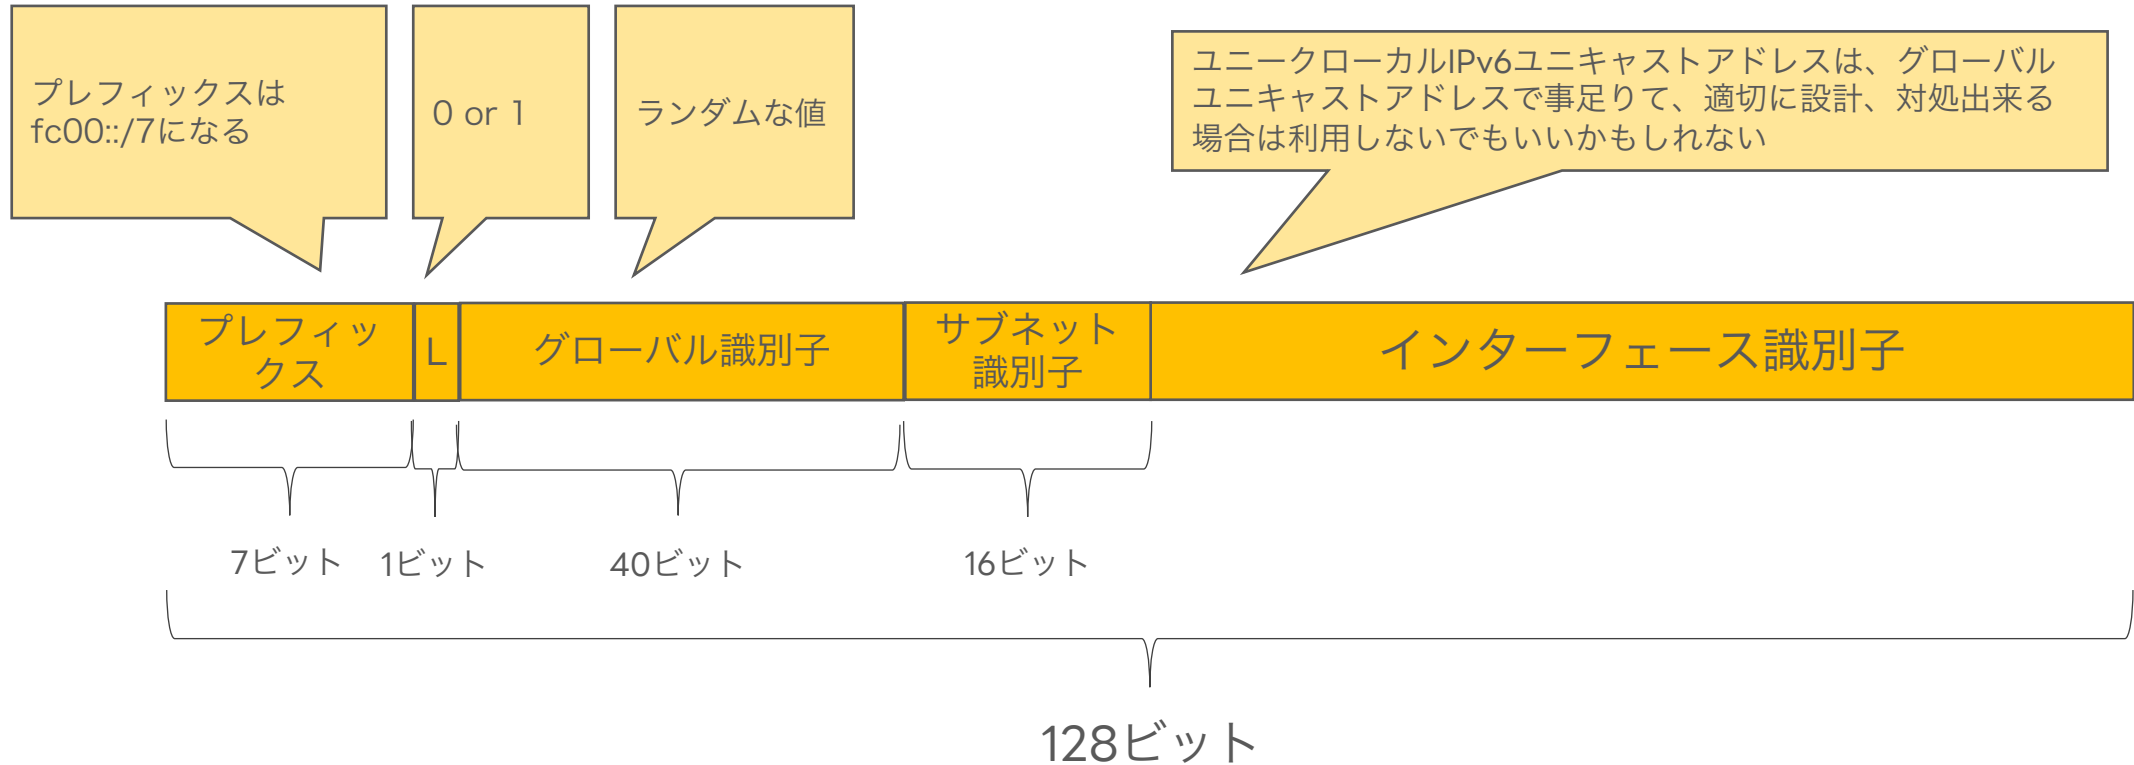 プレフィックスは
fc00::/7になる
0 or 1
ランダムな値
ユニークローカルIPv6ユニキャストアドレスは、グローバル
ユニキャストアドレスで事足りて、適切に設計、対処出来る
場合は利用しないでもいいかもしれない
プレフィッ
クス
L
グローバル識別子
サブネット
識別子
インターフェース識別子
7ビット
1ビット
40ビット
16ビット
128ビット